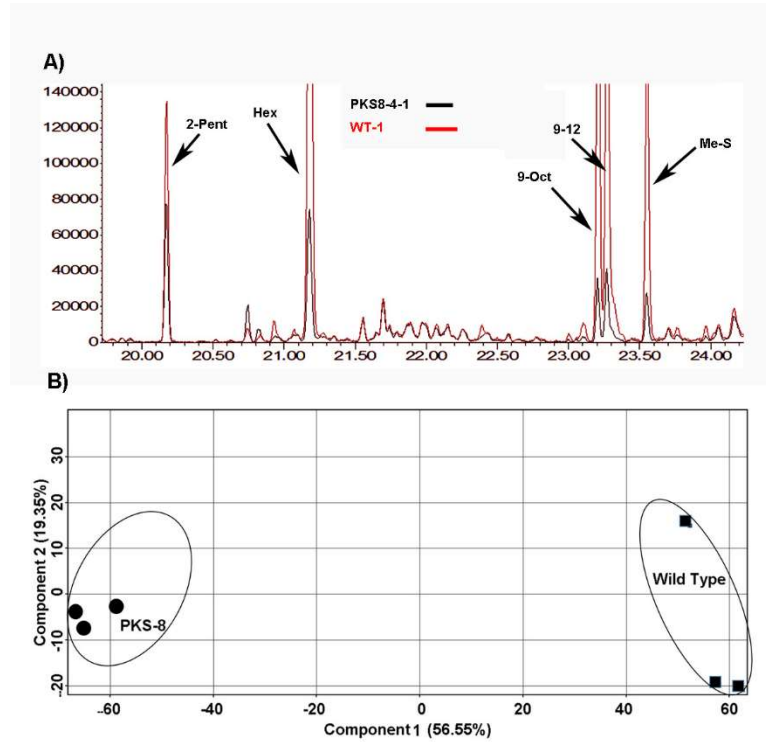 A)
140000
120000
100000
80000
60000
40000
20000
0
2-Pent
Hex
PKS8-4-1
WT-1
9-12
9-Oct
Me-S
20.00 20.50 21.00 21.50 22.00 22.50 23.00 23.50 24.00
B)
Component 2 (19.35%)
30
20
10
0
-10
-20
PKS-8
Wild Type
-60 -40 -20 0 20 40 60
Component 1 (56.55%)